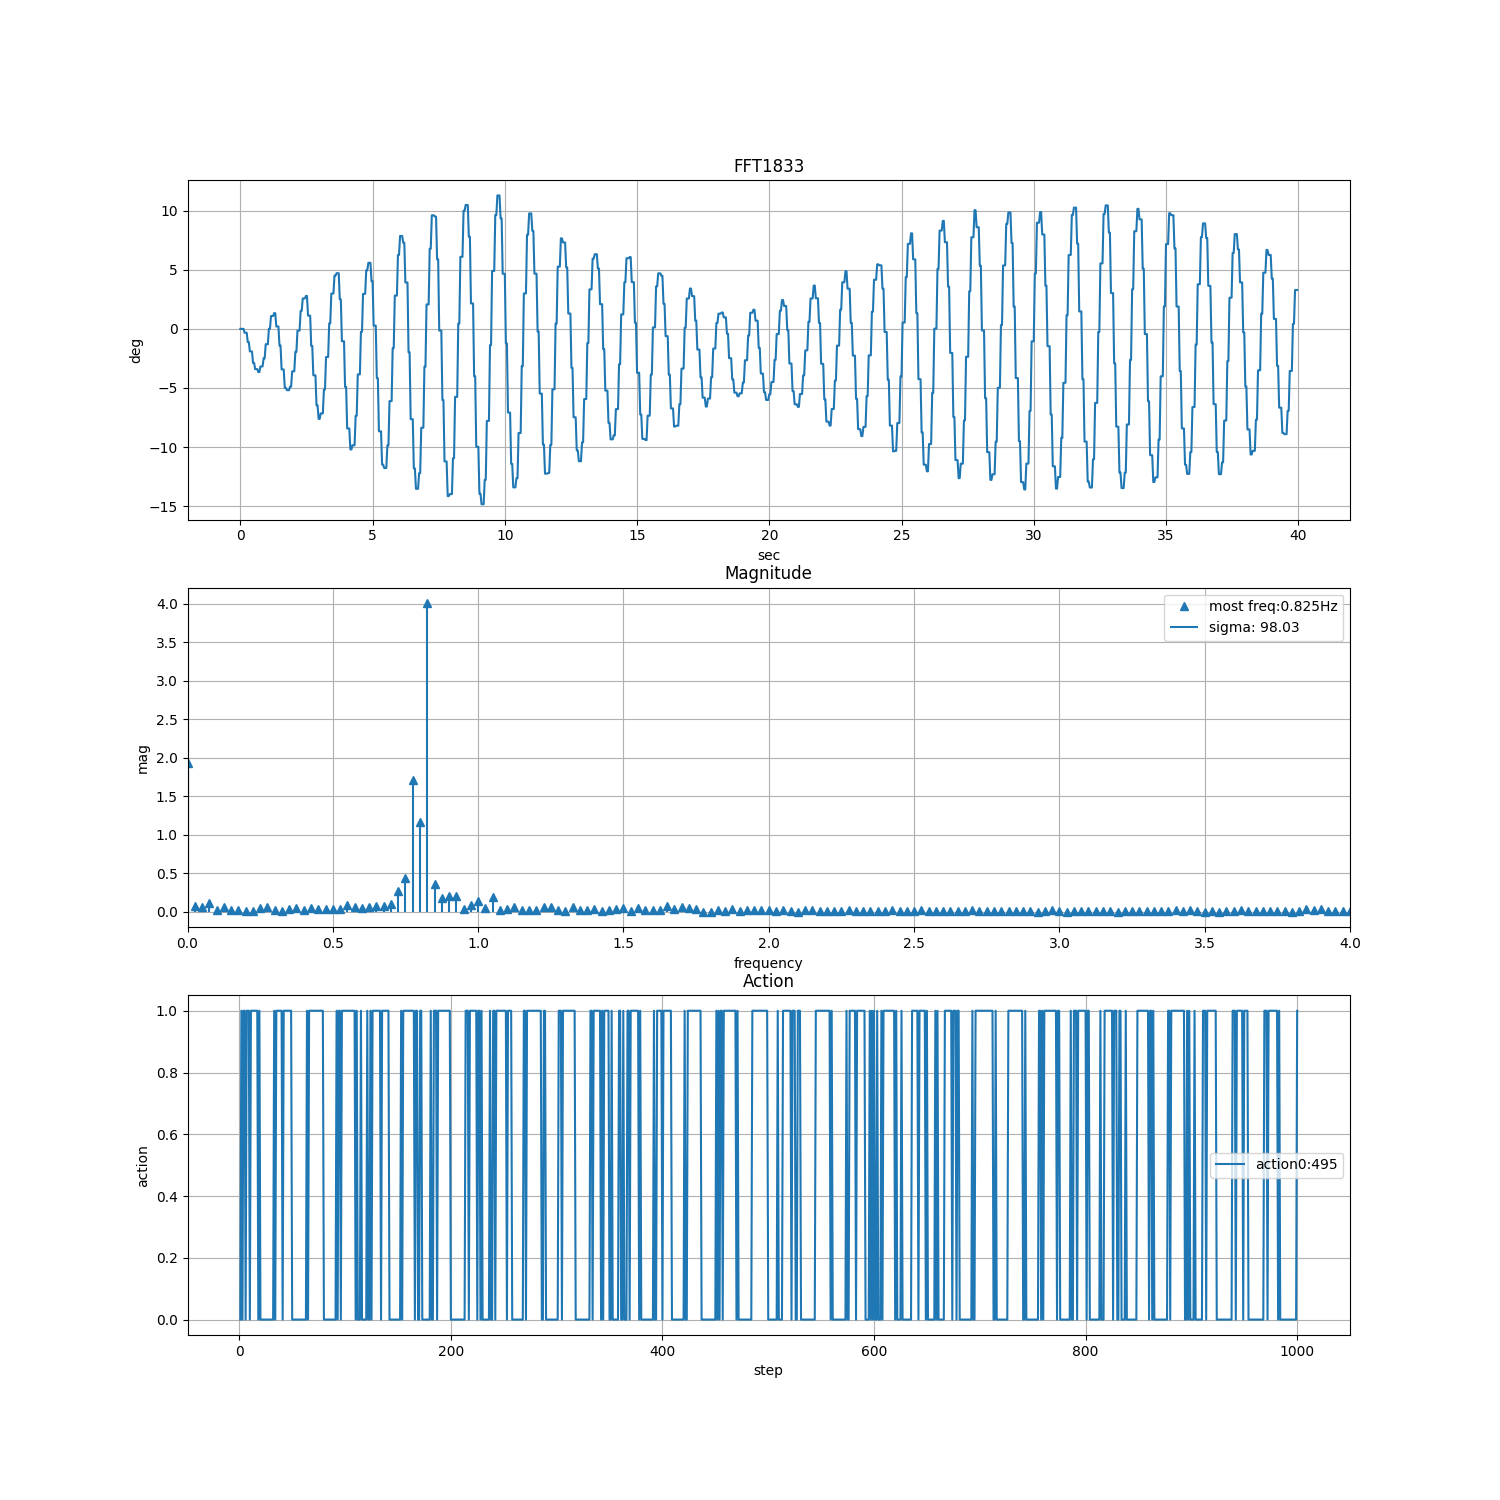 FFT1833
10
5
0
−5
−10
−15
deg
0 5 10 15 20 25 30 35 40
sec
Magnitude
4.0
3.5
3.0
2.5
2.0
1.5
1.0
0.5
0.0
mag
most freq:0.825Hz
sigma: 98.03
0.0 0.5 1.0 1.5 2.0 2.5 3.0 3.5 4.0
frequency
Action
1.0
0.8
0.6
0.4
0.2
0.0
action
action0:495
0 200 400 600 800 1000
step